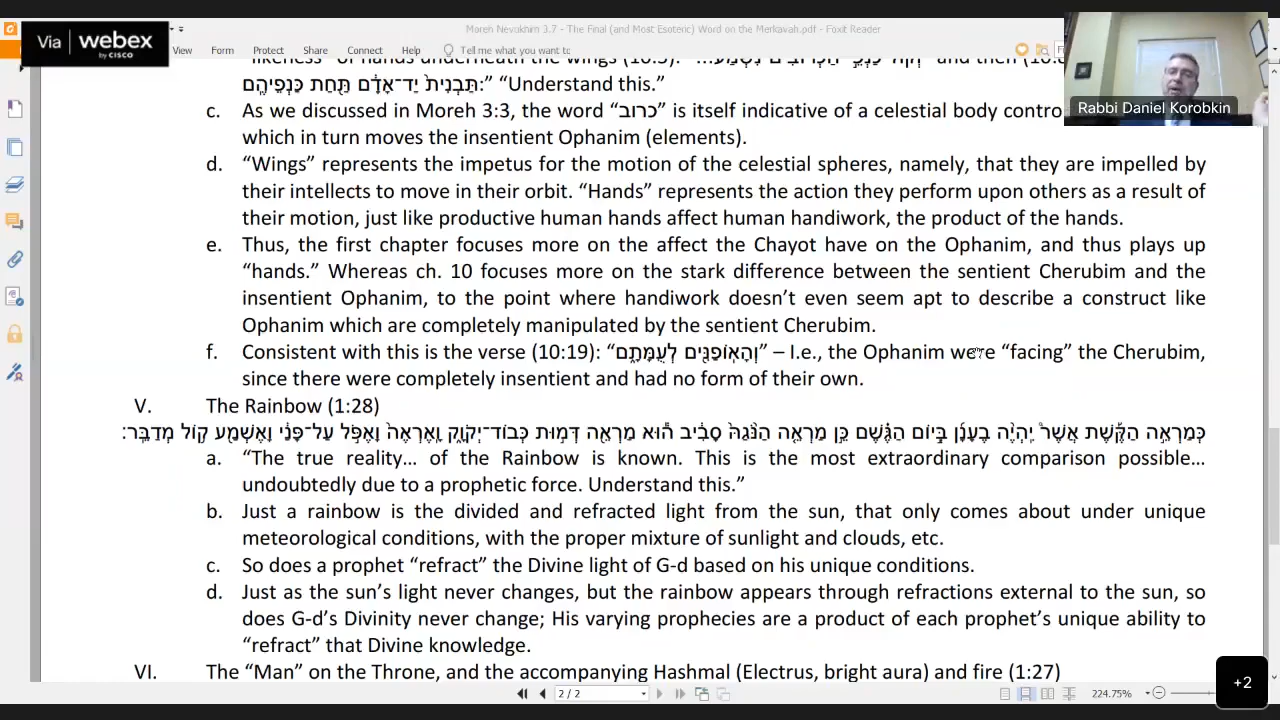 Moreh Nevukhim 3.7 - The Final (and Most Esoteric) Word on the Merkavah.pdf - Foxit Reader
Via webex
by CISCO
View Form Protect Share Connect Help Tell me what you want to
"likeness" of hands underneath the wings and then
תַּבְנִית֙ יַד־אָדָ֔ם תַּ֖חַת כַּנְפֵיהֶֽם׃" "Understand this."
c. As we discussed in Moreh 3:3, the word "כרוב" is itself indicative of a celestial body
which in turn moves the insentient Ophanim (elements).
Rabbi Daniel Korobkin
d. "Wings" represents the impetus for the motion of the celestial spheres, namely, that they are impelled by
their intellects to move in their orbit. "Hands" represents the action they perform upon others as a result of
their motion, just like productive human hands affect human handiwork, the product of the hands.
e. Thus, the first chapter focuses more on the affect the Chayot have on the Ophanim, and thus plays up
"hands." Whereas ch. 10 focuses more on the stark difference between the sentient Cherubim and the
insentient Ophanim, to the point where handiwork doesn't even seem apt to describe a construct like
Ophanim which are completely manipulated by the sentient Cherubim.
f. Consistent with this is the verse (10:19): "וְהָאֽוֹפַנִּ֖ים לְעֻמָּתָ֑ם" – I.e., the Ophanim were "facing" the Cherubim,
since there were completely insentient and had no form of their own.
V. The Rainbow (1:28)
כְּמַרְאֵ֣ה הַקֶּ֡שֶׁת אֲשֶׁר֩ יִֽהְיֶ֨ה בֶעָנָ֜ן בְּי֣וֹם הַגֶּ֗שֶׁם כֵּ֣ן מַרְאֵ֤ה הַנֹּ֙גַהּ֙ סָבִ֔יב ה֕וּא מַרְאֵ֖ה דְּמ֣וּת כְּבוֹד־יְקֹוָ֑ק וָֽאֶרְאֶה֙ וָאֶפֹּ֣ל עַל־פָּנַ֔י וָאֶשְׁמַ֖ע ק֥וֹל מְדַבֵּֽר׃
a. "The true reality… of the Rainbow is known. This is the most extraordinary comparison possible…
undoubtedly due to a prophetic force. Understand this."
b. Just a rainbow is the divided and refracted light from the sun, that only comes about under unique
meteorological conditions, with the proper mixture of sunlight and clouds, etc.
c. So does a prophet "refract" the Divine light of G-d based on his unique conditions.
d. Just as the sun's light never changes, but the rainbow appears through refractions external to the sun, so
does G-d's Divinity never change; His varying prophecies are a product of each prophet's unique ability to
"refract" that Divine knowledge.
VI. The "Man" on the Throne, and the accompanying Hashmal (Electrus, bright aura) and fire (1:27)
2 / 2 224.75%
+2